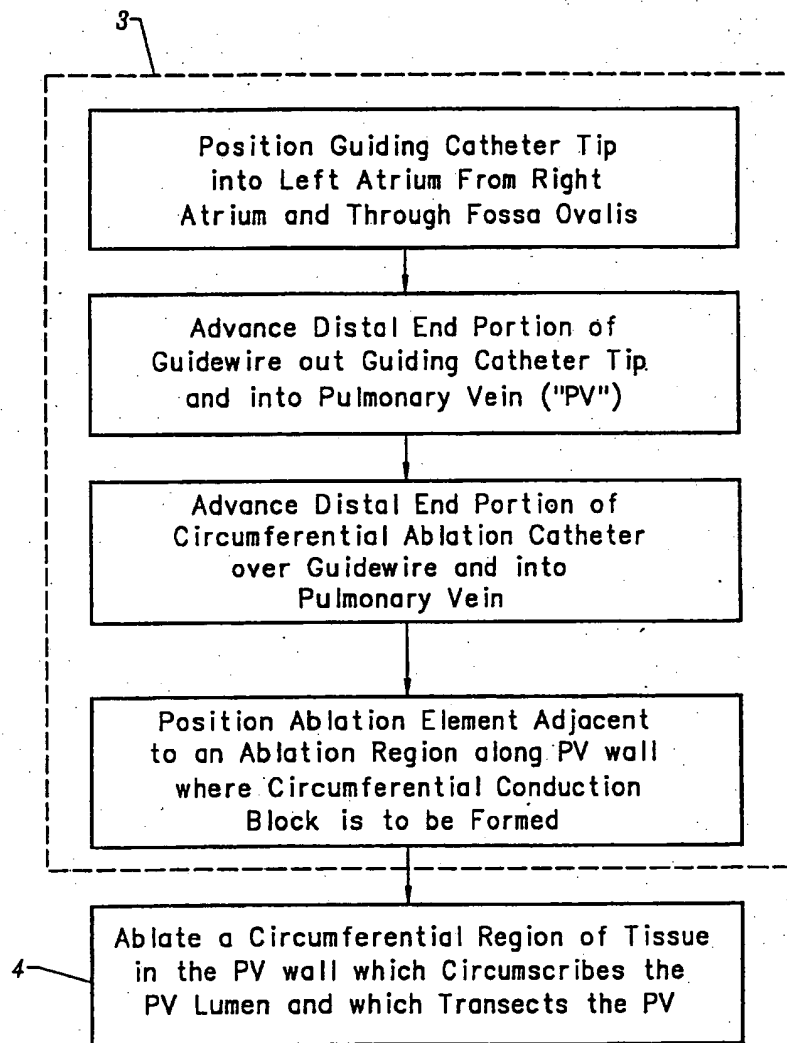 3
Position Guiding Catheter Tip
into Left Atrium From Right
Atrium and Through Fossa Ovalis
Advance Distal End Portion of
Guidewire out Guiding Catheter Tip
and into Pulmonary Vein ("PV")
Advance Distal End Portion of
Circumferential Ablation Catheter
over Guidewire and into
Pulmonary Vein
Position Ablation Element Adjacent
to an Ablation Region along PV wall
where Circumferential Conduction
Block is to be Formed
4
Ablate a Circumferential Region of Tissue
in the PV wall which Circumscribes the
PV Lumen and which Transects the PV